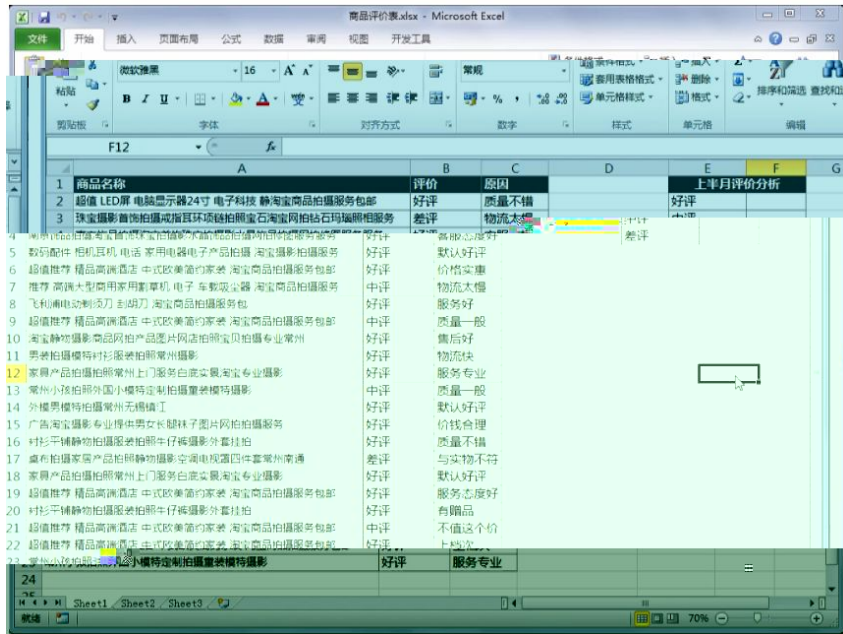 商品评价表.xlsx - Microsoft Excel
文件 开始 插入 页面布局 公式 数据 审阅 视图 开发工具
微软雅黑 16 常规 条件格式 插入
粘贴 套用表格格式 删除 排序和筛选
单元格样式 格式
剪贴板 字体 对齐方式 数字 样式 单元格 编辑
F12 fx
A B C D E F G
1 商品名称 评价 原因 上半月评价分析
2 超值 LED屏 电脑显示器24寸 电子科技 静淘宝商品拍摄服务包邮 好评 质量不错 好评
3 珠宝摄影首饰拍摄戒指耳环项链拍照宝石淘宝网拍钻石玛瑙照相服务 差评 物流太慢 中评
4 好评 客服态度好 差评
5 数码配件 相机耳机 电话 家用电器电子产品拍摄 淘宝摄影拍摄服务 好评 默认好评
6 超值推荐 精品高端酒店 中式欧美简约家装 淘宝商品拍摄服务包邮 好评 价格实惠
7 推荐 高端大型商用家用割草机 电子 车载吸尘器 淘宝商品拍摄服务 中评 物流太慢
8 飞利浦电动剃须刀 刮胡刀 淘宝商品拍摄服务包 好评 服务好
9 超值推荐 精品高端酒店 中式欧美简约家装 淘宝商品拍摄服务包邮 中评 质量一般
10 淘宝静物摄影商品网拍产品图片网店拍照宝贝拍摄专业常州 好评 售后好
11 男装拍摄模特衬衫服装拍照常州摄影 好评 物流快
12 家具产品拍摄拍照常州上门服务白底实景淘宝专业摄影 好评 服务专业
13 常州小孩拍照外国小模特定制拍摄童装模特摄影 中评 质量一般
14 外模男模特拍摄常州无锡镇江 好评 默认好评
15 广告淘宝摄影专业提供男女长腿袜子图片网拍拍摄服务 好评 价钱合理
16 衬衫平铺静物拍摄服装拍照牛仔裤摄影外套挂拍 好评 质量不错
17 桌布拍摄家居产品拍照静物摄影空调电视罩四件套常州南通 差评 与实物不符
18 家具产品拍摄拍照常州上门服务白底实景淘宝专业摄影 好评 默认好评
19 超值推荐 精品高端酒店 中式欧美简约家装 淘宝商品拍摄服务包邮 好评 服务态度好
20 衬衫平铺静物拍摄服装拍照牛仔裤摄影外套挂拍 好评 有赠品
21 超值推荐 精品高端酒店 中式欧美简约家装 淘宝商品拍摄服务包邮 中评 不值这个价
22 超值推荐 精品高端酒店 中式欧美简约家装 淘宝商品拍摄服务包邮 好评 上档次
23 小模特定制拍摄童装模特摄影 好评 服务专业
24
25
Sheet1 Sheet2 Sheet3
就绪 70%